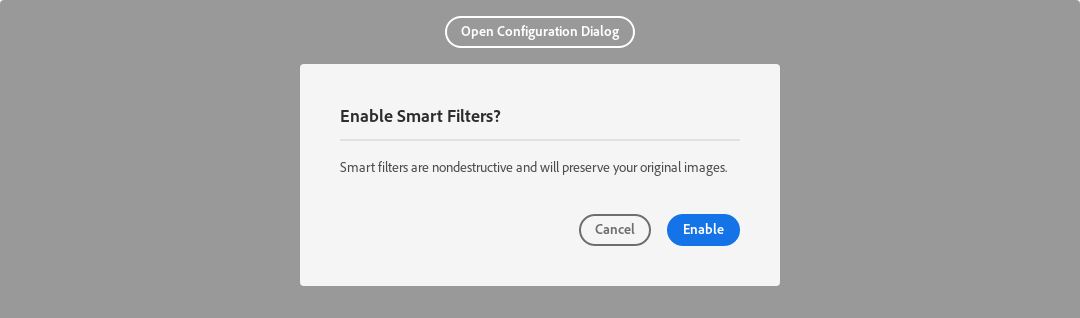 Open Configuration Dialog
Enable Smart Filters?
Smart filters are nondestructive and will preserve your original images.
Cancel
Enable